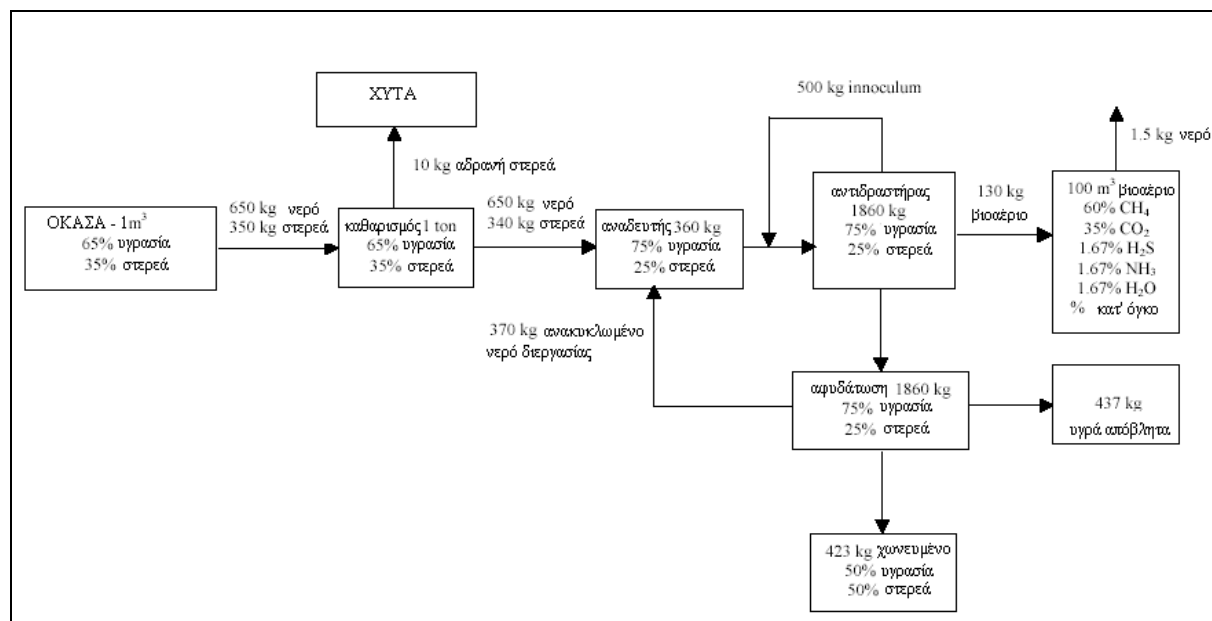 ΧΥΤΑ
500 kg innoculum
1.5 kg νερό
10 kg αδρανή στερεά
ΟΚΑΣΑ - 1m³
65% υγρασία
35% στερεά
650 kg νερό
350 kg στερεά
καθαρισμός 1 ton
65% υγρασία
35% στερεά
650 kg νερό
340 kg στερεά
αναδευτής 360 kg
75% υγρασία
25% στερεά
αντιδραστήρας
1860 kg
75% υγρασία
25% στερεά
130 kg
βιοαέριο
100 m³ βιοαέριο
60% CH₄
35% CO₂
1.67% H₂S
1.67% NH₃
1.67% H₂O
% κατ' όγκο
370 kg ανακυκλωμένο
νερό διεργασίας
αφυδάτωση 1860 kg
75% υγρασία
25% στερεά
437 kg
υγρά απόβλητα
423 kg χωνευμένο
50% υγρασία
50% στερεά